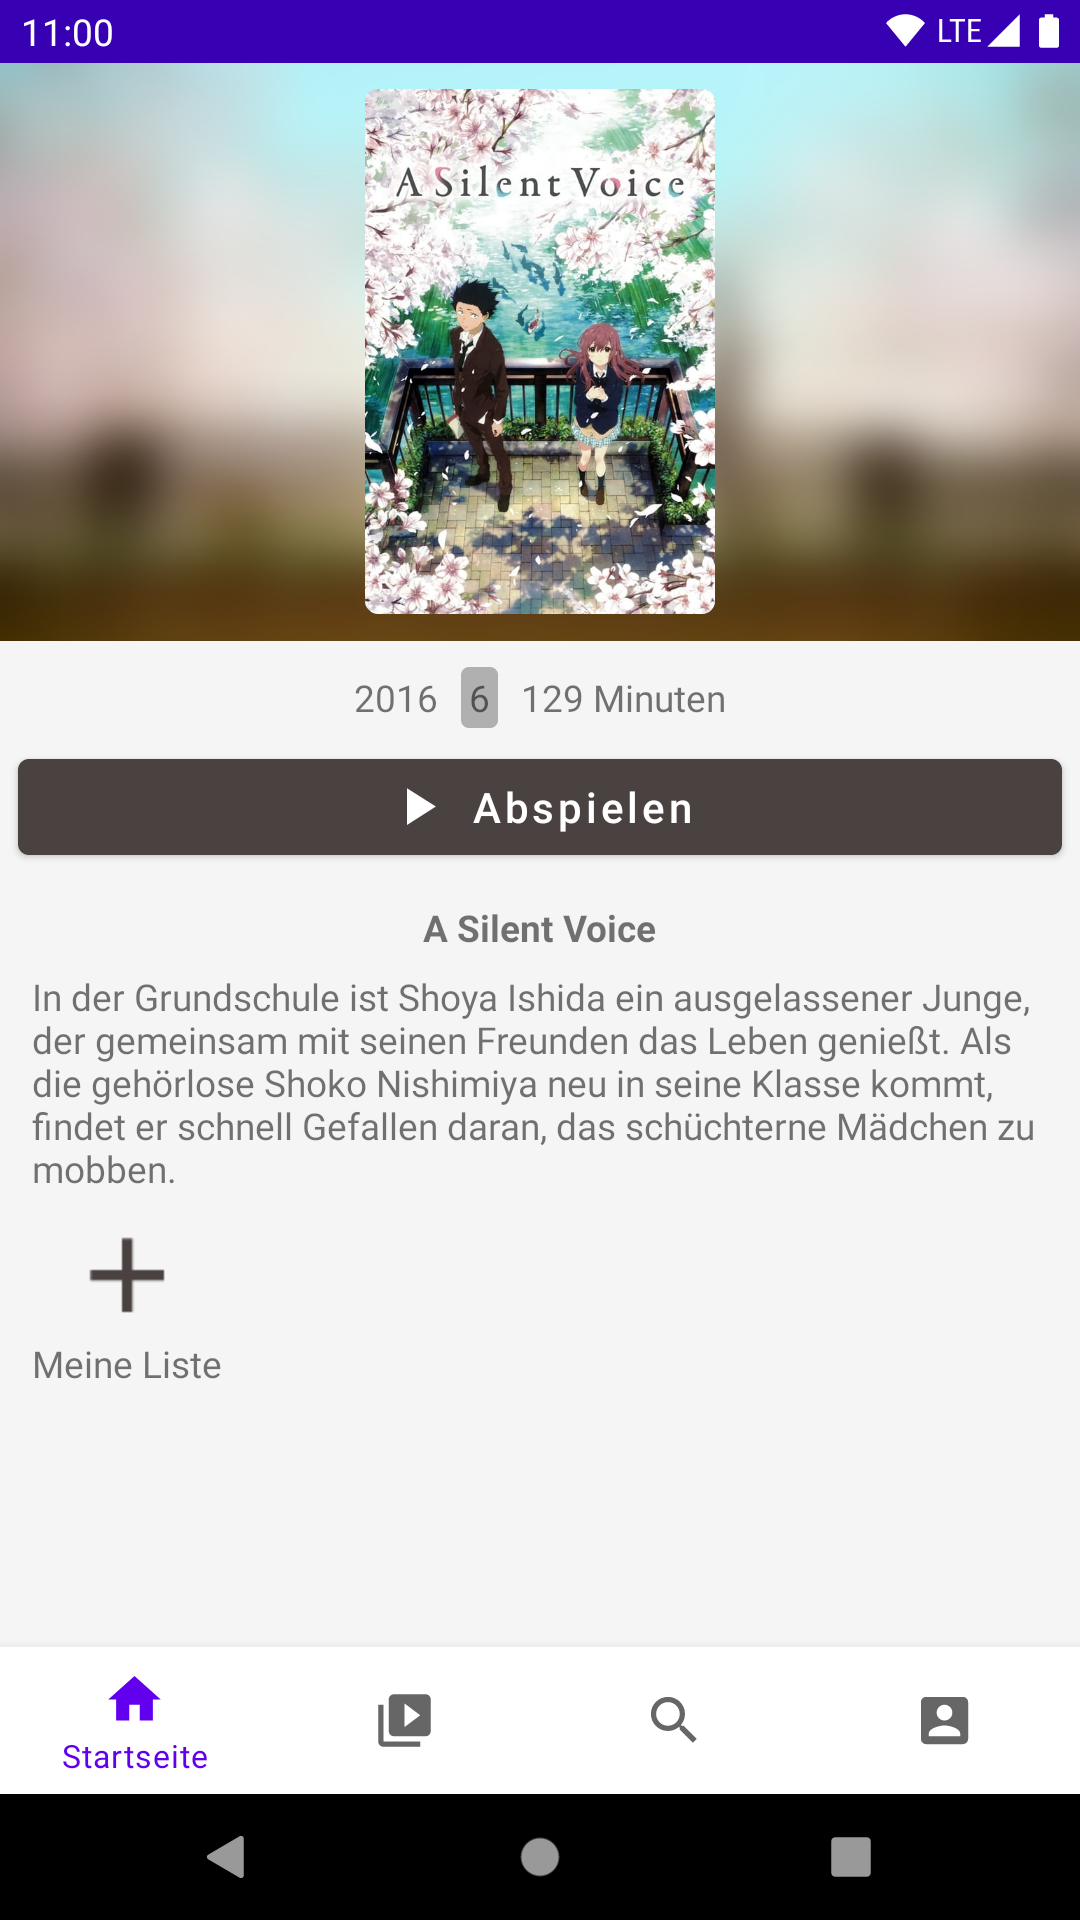 11:00
LTE
A Silent Voice
2016 6 129 Minuten
Abspielen
A Silent Voice
In der Grundschule ist Shoya Ishida ein ausgelassener Junge,
der gemeinsam mit seinen Freunden das Leben genießt. Als
die gehörlose Shoko Nishimiya neu in seine Klasse kommt,
findet er schnell Gefallen daran, das schüchterne Mädchen zu
mobben.
Meine Liste
Startseite